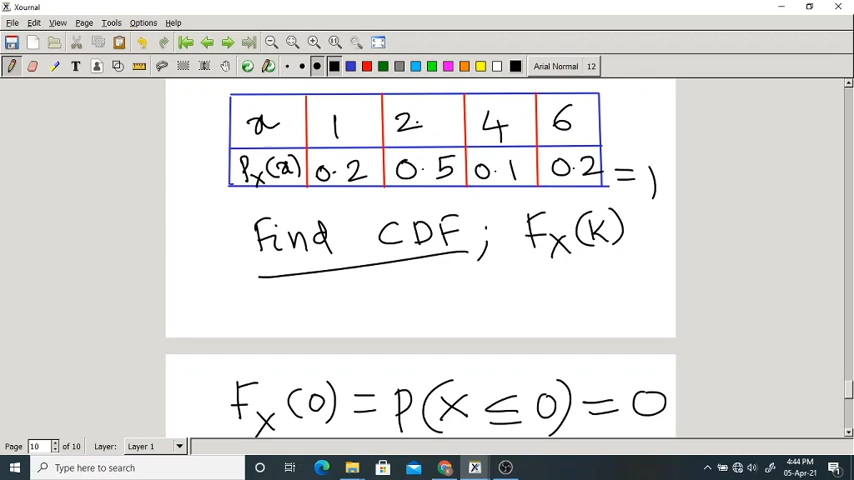 Xournal
File Edit View Page Tools Options Help
Arial Normal 12
x 1 2. 4 6
Px(x) 0.2 0.5 0.1 0.2 = 1
Find CDF ; Fx(K)
Fx(0) = P(X ≤ 0) = 0
Page 10 of 10 Layer: Layer 1
Type here to search
4:44 PM
05-Apr-21
1